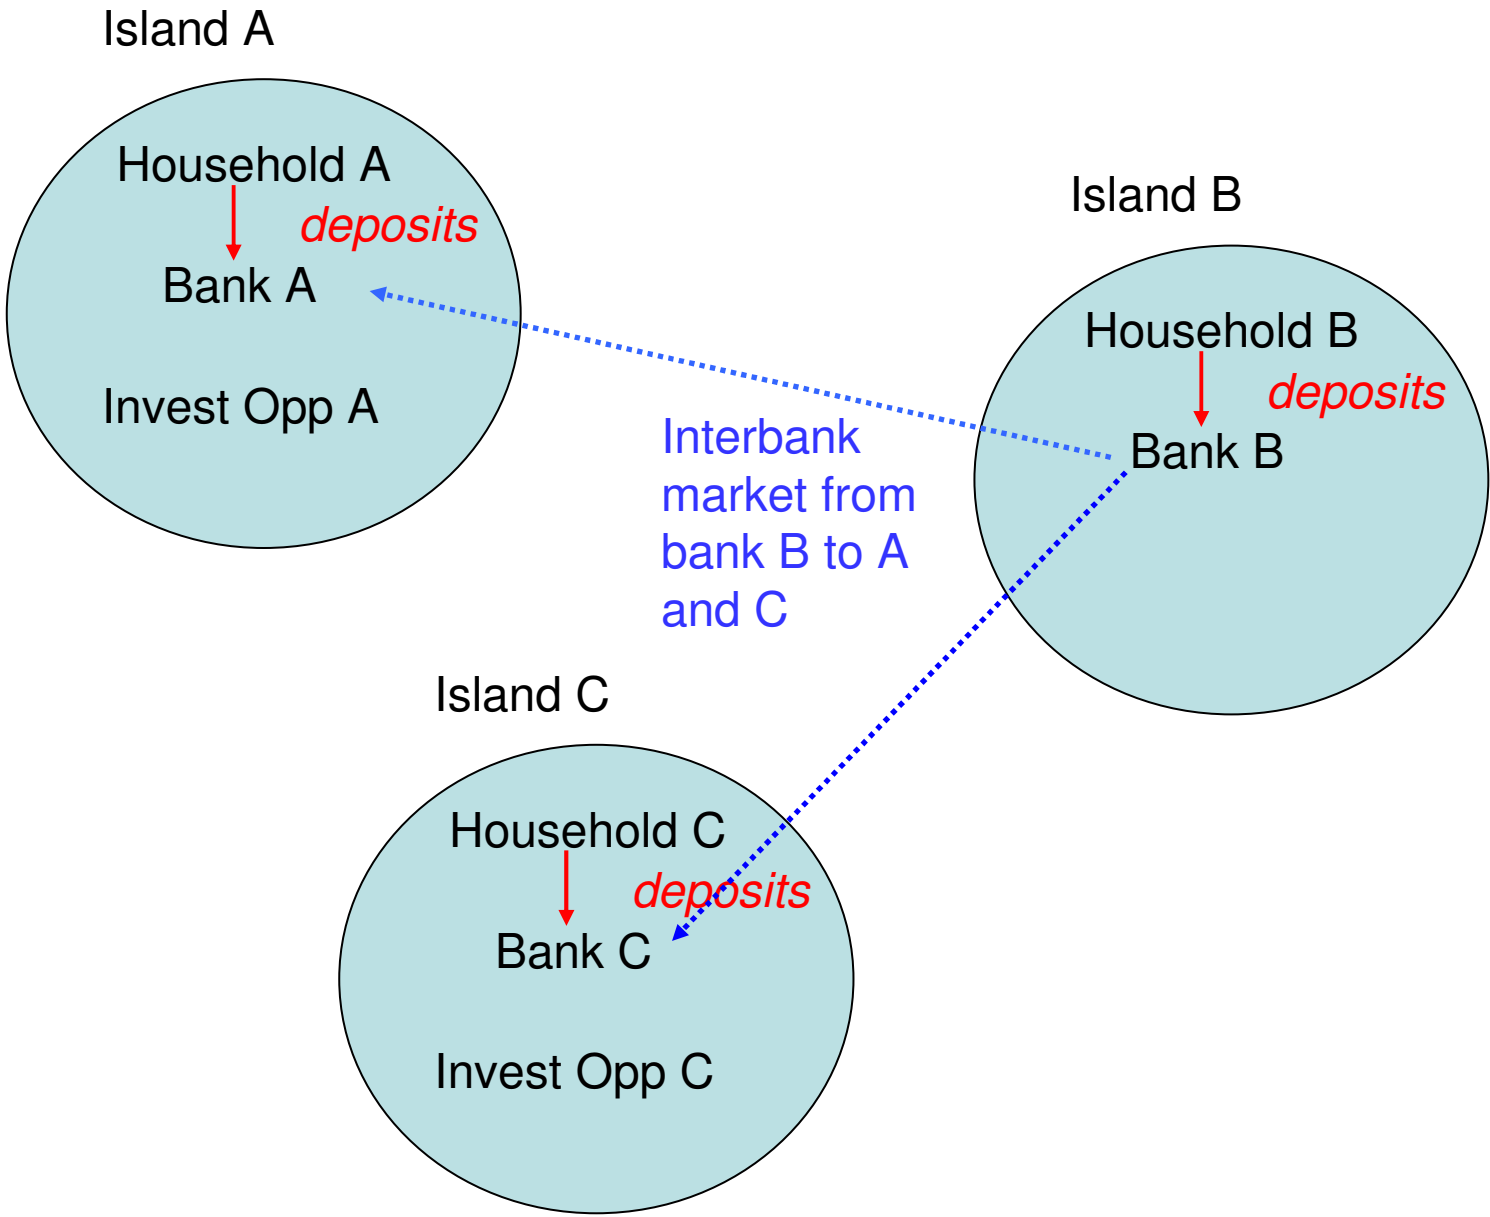 Island A
Household A
deposits
Bank A
Invest Opp A
Island B
Household B
deposits
Bank B
Interbank
market from
bank B to A
and C
Island C
Household C
deposits
Bank C
Invest Opp C